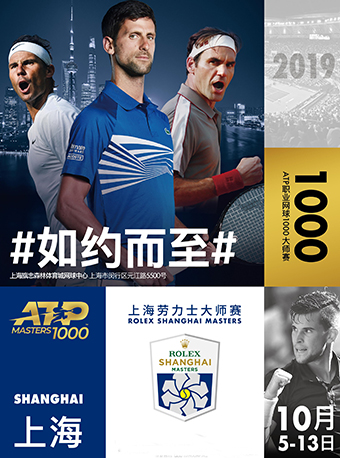 2019
1000
ATP职业网球1000大师赛
#如约而至#
上海旗忠森林体育城网球中心 上海市闵行区元江路5500号
ATP
MASTERS 1000
SHANGHAI
上海
上海劳力士大师赛
ROLEX SHANGHAI MASTERS
ROLEX
SHANGHAI
MASTERS
10月
5-13日